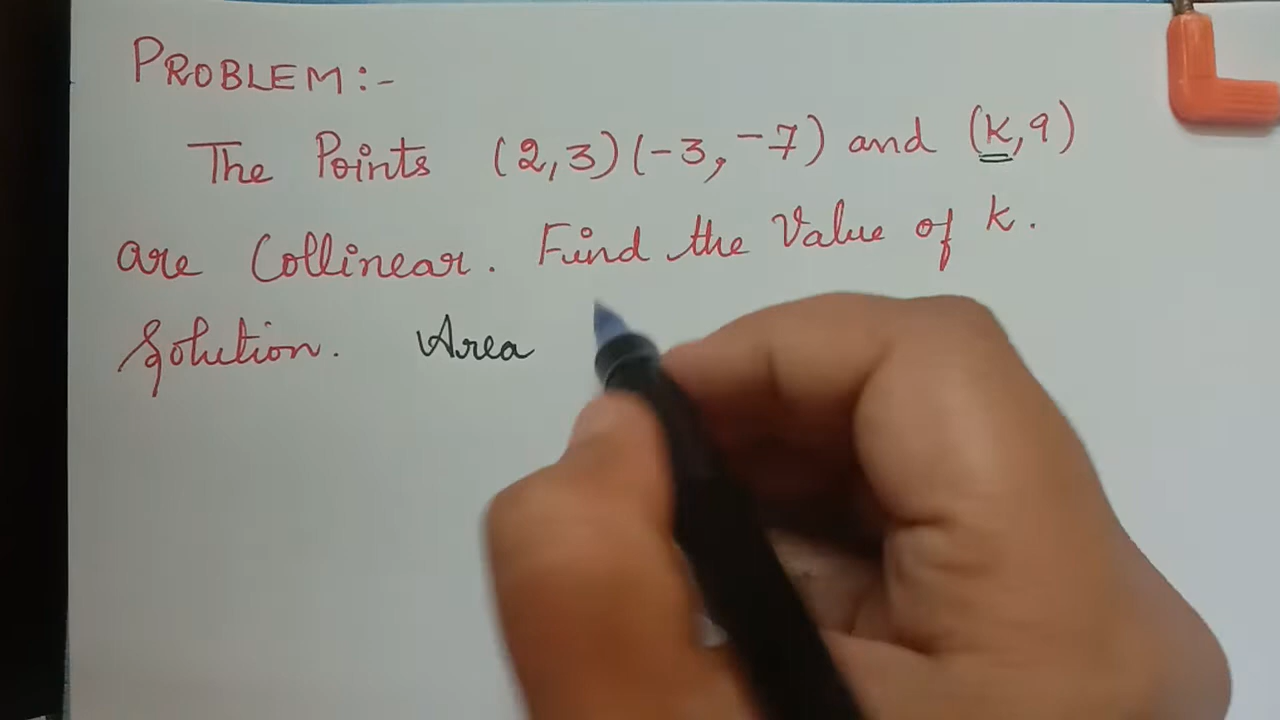 PROBLEM:-
The Points (2,3)(-3,-7) and (k,9)
are Collinear. Find the Value of k.
Solution. Area